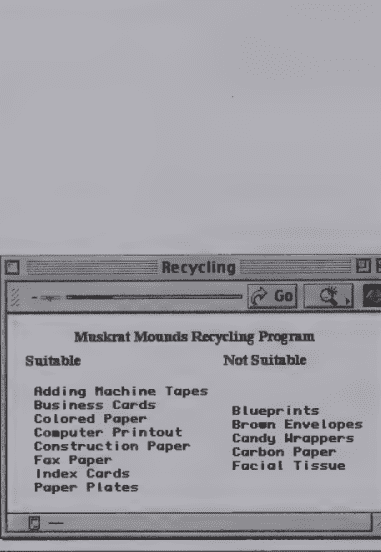 Recycling
Go
Muskrat Mounds Recycling Program
Suitable
Not Suitable
Adding Machine Tapes
Business Cards
Colored Paper
Computer Printout
Construction Paper
Fax Paper
Index Cards
Paper Plates
Blueprints
Brown Envelopes
Candy Wrappers
Carbon Paper
Facial Tissue